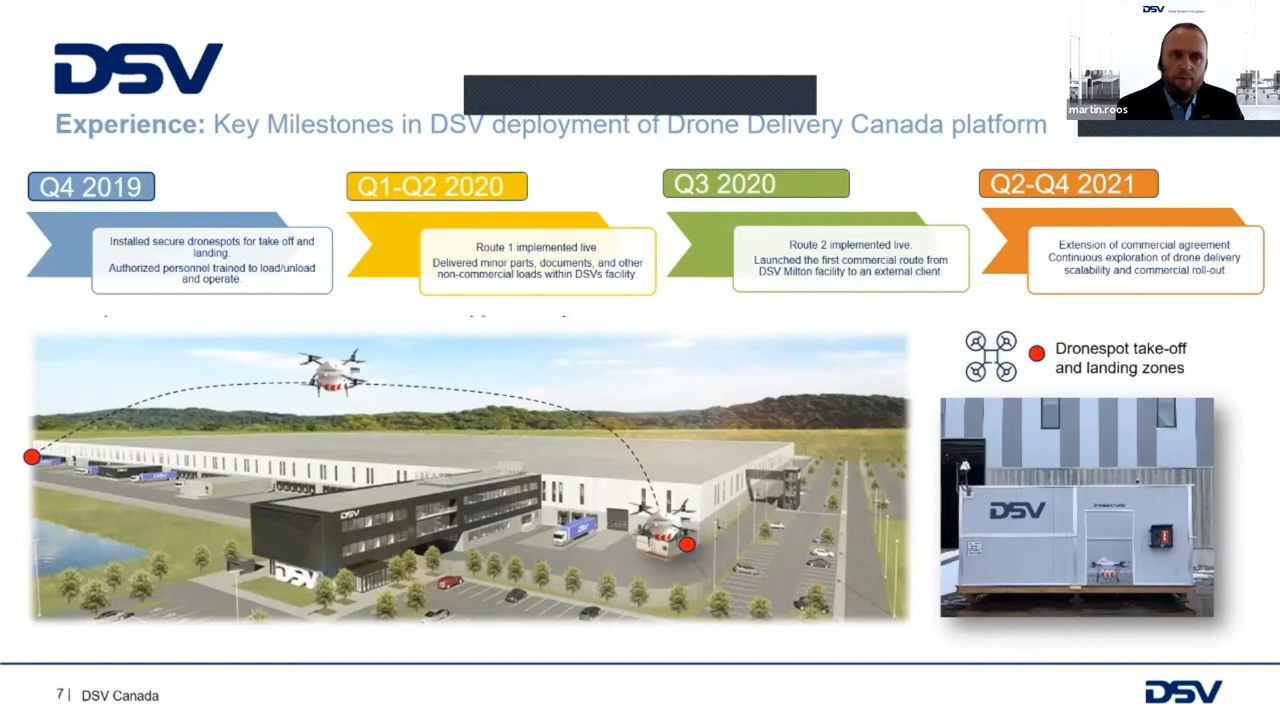 DSV
DSV
martin.roos
Experience: Key Milestones in DSV deployment of Drone Delivery Canada platform
Q4 2019
Installed secure dronespots for take off and
landing.
Authorized personnel trained to load/unload
and operate.
Q1-Q2 2020
Route 1 implemented live.
Delivered minor parts, documents, and other
non-commercial loads within DSVs facility.
Q3 2020
Route 2 implemented live.
Launched the first commercial route from
DSV Milton facility to an external client.
Q2-Q4 2021
Extension of commercial agreement
Continuous exploration of drone delivery
scalability and commercial roll-out
Dronespot take-off
and landing zones
DSV
DSV
DSV
DSV
7 | DSV Canada
DSV